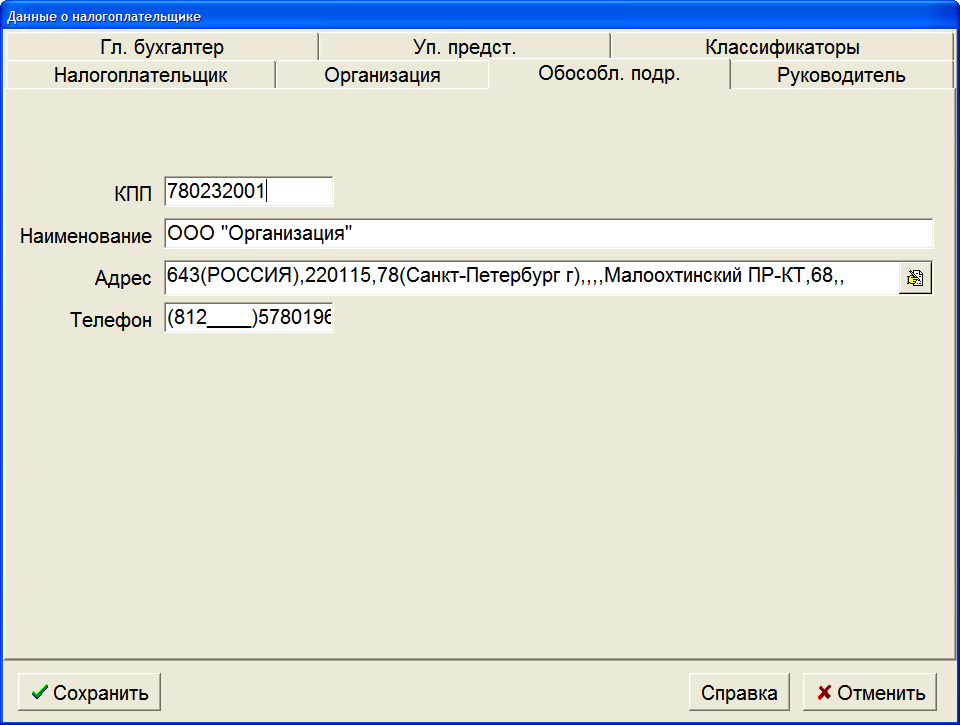 Данные о налогоплательщике
Гл. бухгалтер Уп. предст. Классификаторы
Налогоплательщик Организация Обособл. подр. Руководитель
КПП 780232001
Наименование ООО "Организация"
Адрес 643(РОССИЯ),220115,78(Санкт-Петербург г),,,,Малоохтинский ПР-КТ,68,,
Телефон (812____)5780196
Сохранить Справка Отменить